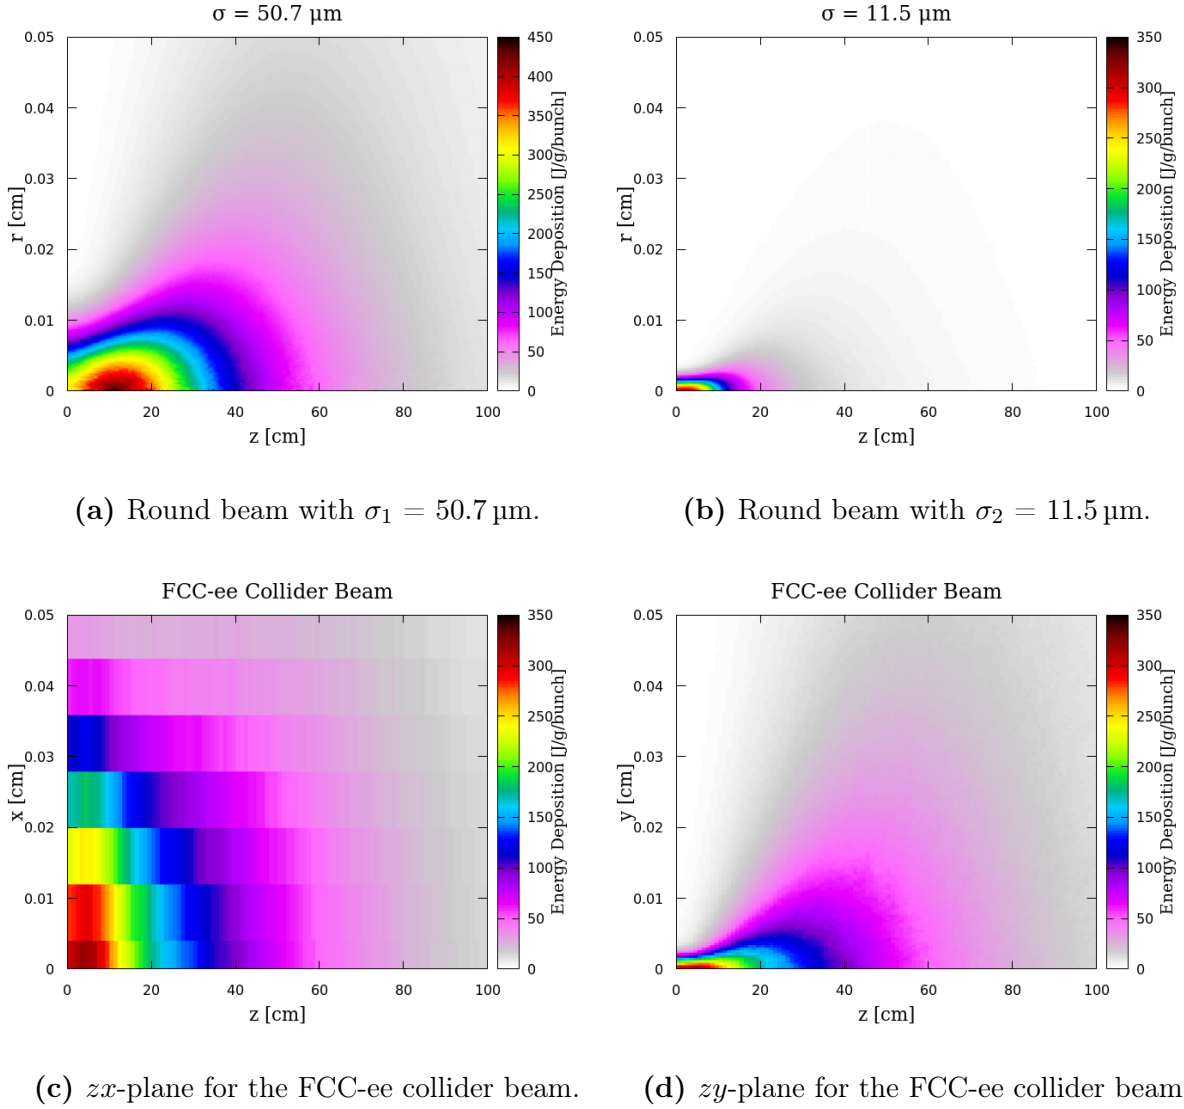 σ = 50.7 μm
0.05
0.04
0.03
0.02
0.01
0
r [cm]
0 20 40 60 80 100
z [cm]
450
400
350
300
250
200
150
100
50
0
Energy Deposition [J/g/bunch]
(a) Round beam with σ1 = 50.7 μm.
σ = 11.5 μm
0.05
0.04
0.03
0.02
0.01
0
r [cm]
0 20 40 60 80 100
z [cm]
350
300
250
200
150
100
50
0
Energy Deposition [J/g/bunch]
(b) Round beam with σ2 = 11.5 μm.
FCC-ee Collider Beam
0.05
0.04
0.03
0.02
0.01
0
x [cm]
0 20 40 60 80 100
z [cm]
350
300
250
200
150
100
50
0
Energy Deposition [J/g/bunch]
(c) zx-plane for the FCC-ee collider beam.
FCC-ee Collider Beam
0.05
0.04
0.03
0.02
0.01
0
y [cm]
0 20 40 60 80 100
z [cm]
350
300
250
200
150
100
50
0
Energy Deposition [J/g/bunch]
(d) zy-plane for the FCC-ee collider beam